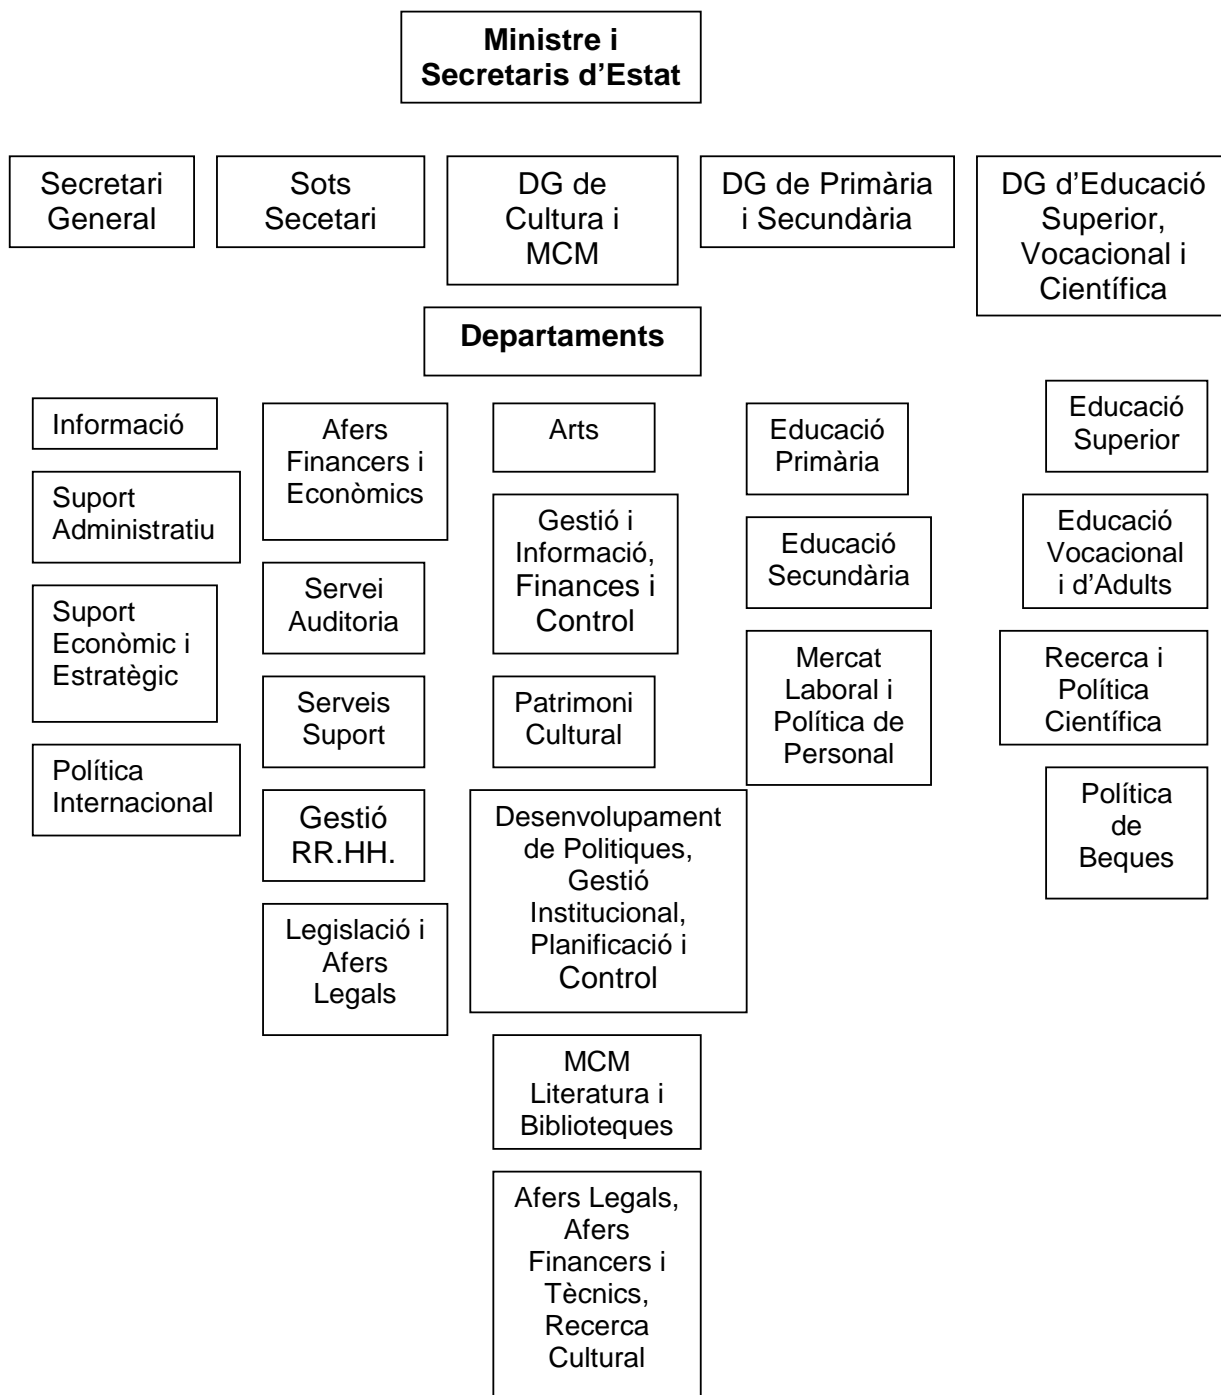 Ministre i
Secretaris d’Estat
Secretari
General
Sots
Secetari
DG de
Cultura i
MCM
DG de Primària
i Secundària
DG d’Educació
Superior,
Vocacional i
Científica
Departaments
Informació
Suport
Administratiu
Suport
Econòmic i
Estratègic
Política
Internacional
Afers
Financers i
Econòmics
Servei
Auditoria
Serveis
Suport
Gestió
RR.HH.
Legislació i
Afers
Legals
Arts
Gestió i
Informació,
Finances i
Control
Patrimoni
Cultural
Desenvolupament
de Politiques,
Gestió
Institucional,
Planificació i
Control
MCM
Literatura i
Biblioteques
Afers Legals,
Afers
Financers i
Tècnics,
Recerca
Cultural
Educació
Primària
Educació
Secundària
Mercat
Laboral i
Política de
Personal
Educació
Superior
Educació
Vocacional
i d’Adults
Recerca i
Política
Científica
Política
de
Beques